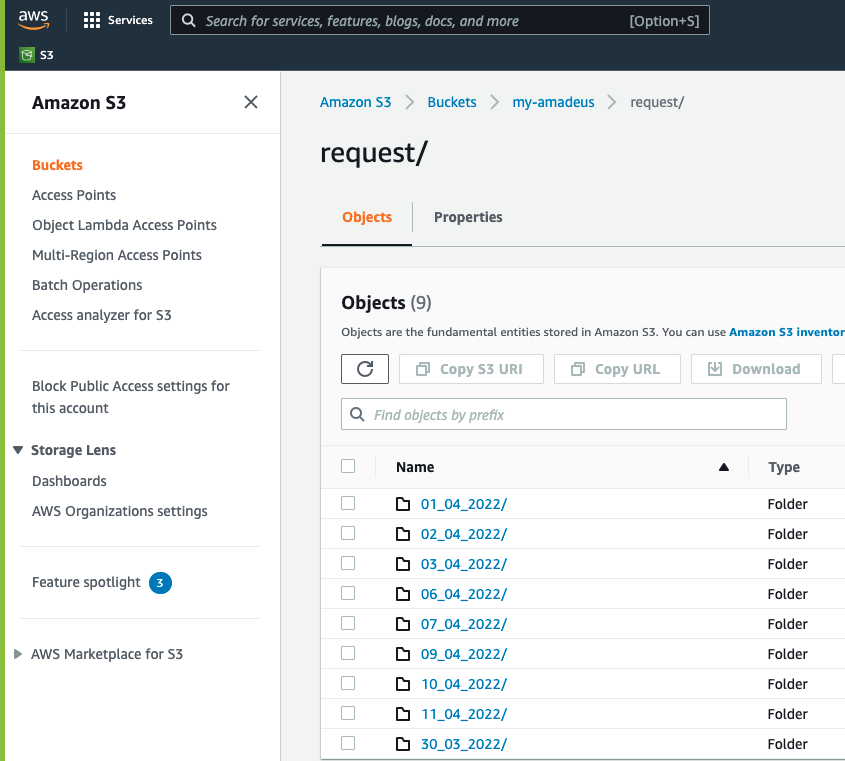 aws
Services
Search for services, features, blogs, docs, and more
[Option+S]
S3
Amazon S3
Buckets
Access Points
Object Lambda Access Points
Multi-Region Access Points
Batch Operations
Access analyzer for S3
Block Public Access settings for
this account
Storage Lens
Dashboards
AWS Organizations settings
Feature spotlight 3
AWS Marketplace for S3
Amazon S3 > Buckets > my-amadeus > request/
request/
Objects
Properties
Objects (9)
Objects are the fundamental entities stored in Amazon S3. You can use Amazon S3 inventor
Copy S3 URI
Copy URL
Download
Find objects by prefix
Name Type
01_04_2022/ Folder
02_04_2022/ Folder
03_04_2022/ Folder
06_04_2022/ Folder
07_04_2022/ Folder
09_04_2022/ Folder
10_04_2022/ Folder
11_04_2022/ Folder
30_03_2022/ Folder